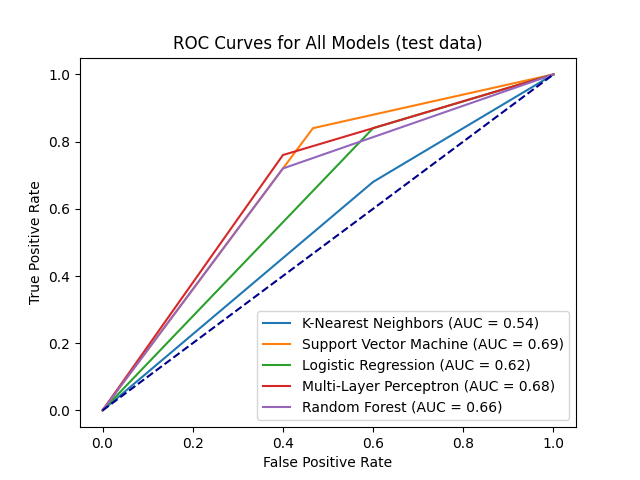 ROC Curves for All Models (test data)
True Positive Rate
1.0
0.8
0.6
0.4
0.2
0.0
K-Nearest Neighbors (AUC = 0.54)
Support Vector Machine (AUC = 0.69)
Logistic Regression (AUC = 0.62)
Multi-Layer Perceptron (AUC = 0.68)
Random Forest (AUC = 0.66)
0.0 0.2 0.4 0.6 0.8 1.0
False Positive Rate